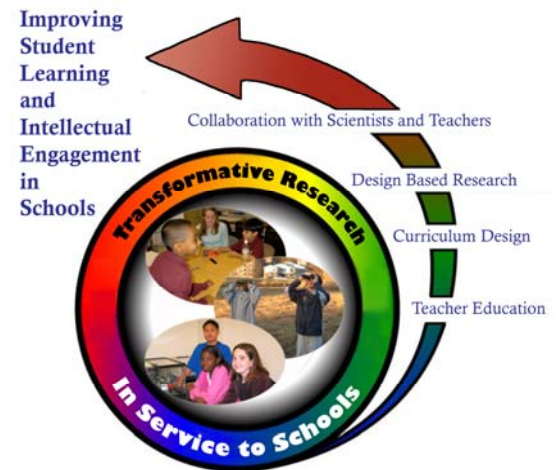 Improving
Student
Learning
and
Intellectual
Engagement
in
Schools
Collaboration with Scientists and Teachers
Design Based Research
Curriculum Design
Teacher Education
Transformative Research
In Service to Schools